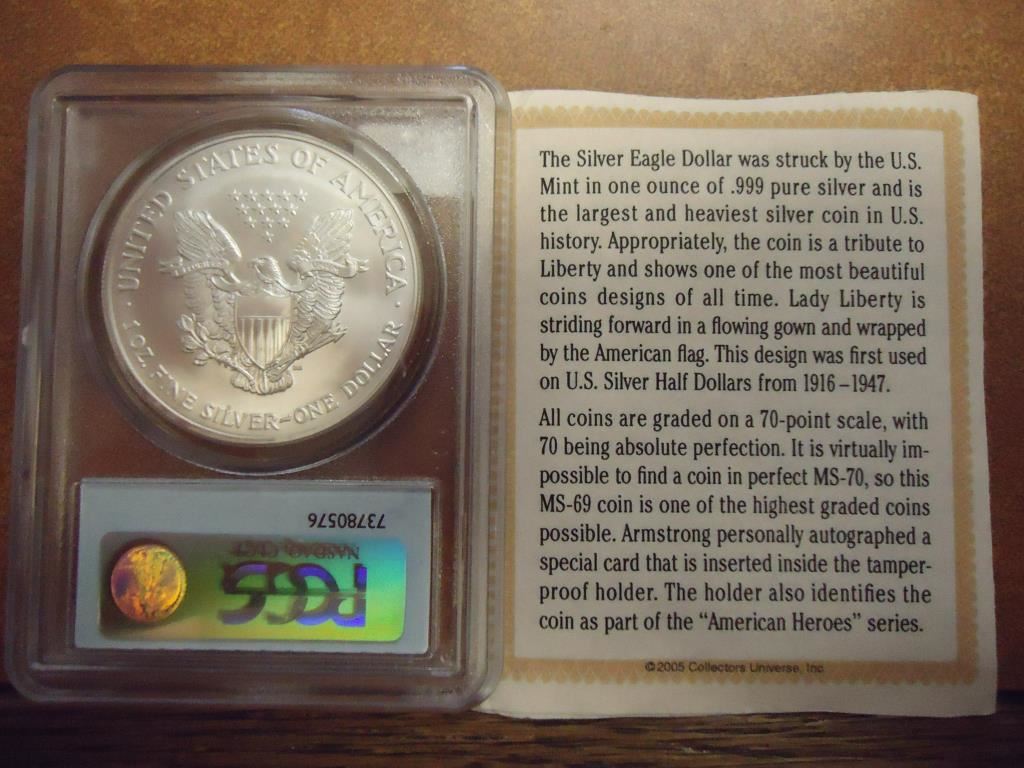 UNITED STATES OF AMERICA
1 OZ. FINE SILVER~ONE DOLLAR
73780576
NASDAQ: CLCT
PCGS
The Silver Eagle Dollar was struck by the U.S.
Mint in one ounce of .999 pure silver and is
the largest and heaviest silver coin in U.S.
history. Appropriately, the coin is a tribute to
Liberty and shows one of the most beautiful
coins designs of all time. Lady Liberty is
striding forward in a flowing gown and wrapped
by the American flag. This design was first used
on U.S. Silver Half Dollars from 1916–1947.
All coins are graded on a 70-point scale, with
70 being absolute perfection. It is virtually im-
possible to find a coin in perfect MS-70, so this
MS-69 coin is one of the highest graded coins
possible. Armstrong personally autographed a
special card that is inserted inside the tamper-
proof holder. The holder also identifies the
coin as part of the “American Heroes” series.
©2005 Collectors Universe, Inc.